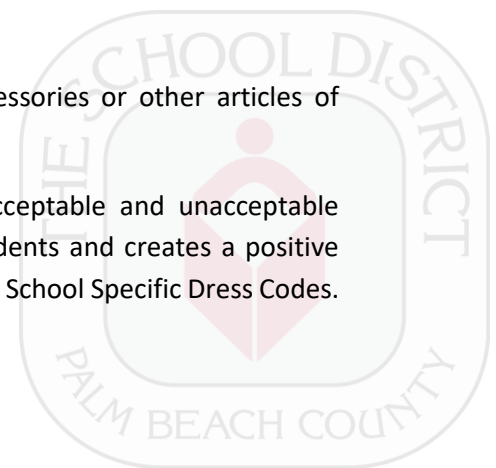 THE SCHOOL DISTRICT
essories or other articles of
cceptable and unacceptable
dents and creates a positive
School Specific Dress Codes.
PALM BEACH COUNTY